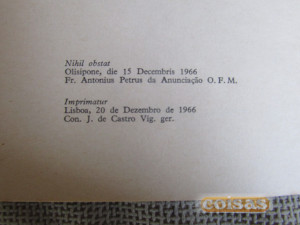 Nihil obstat
Olisipone, die 15 Decembris 1966
Fr. Antonius Petrus da Anunciação O. F. M.
Imprimatur
Lisboa, 20 de Dezembro de 1966
Con. J. de Castro Vig. ger.
coisas